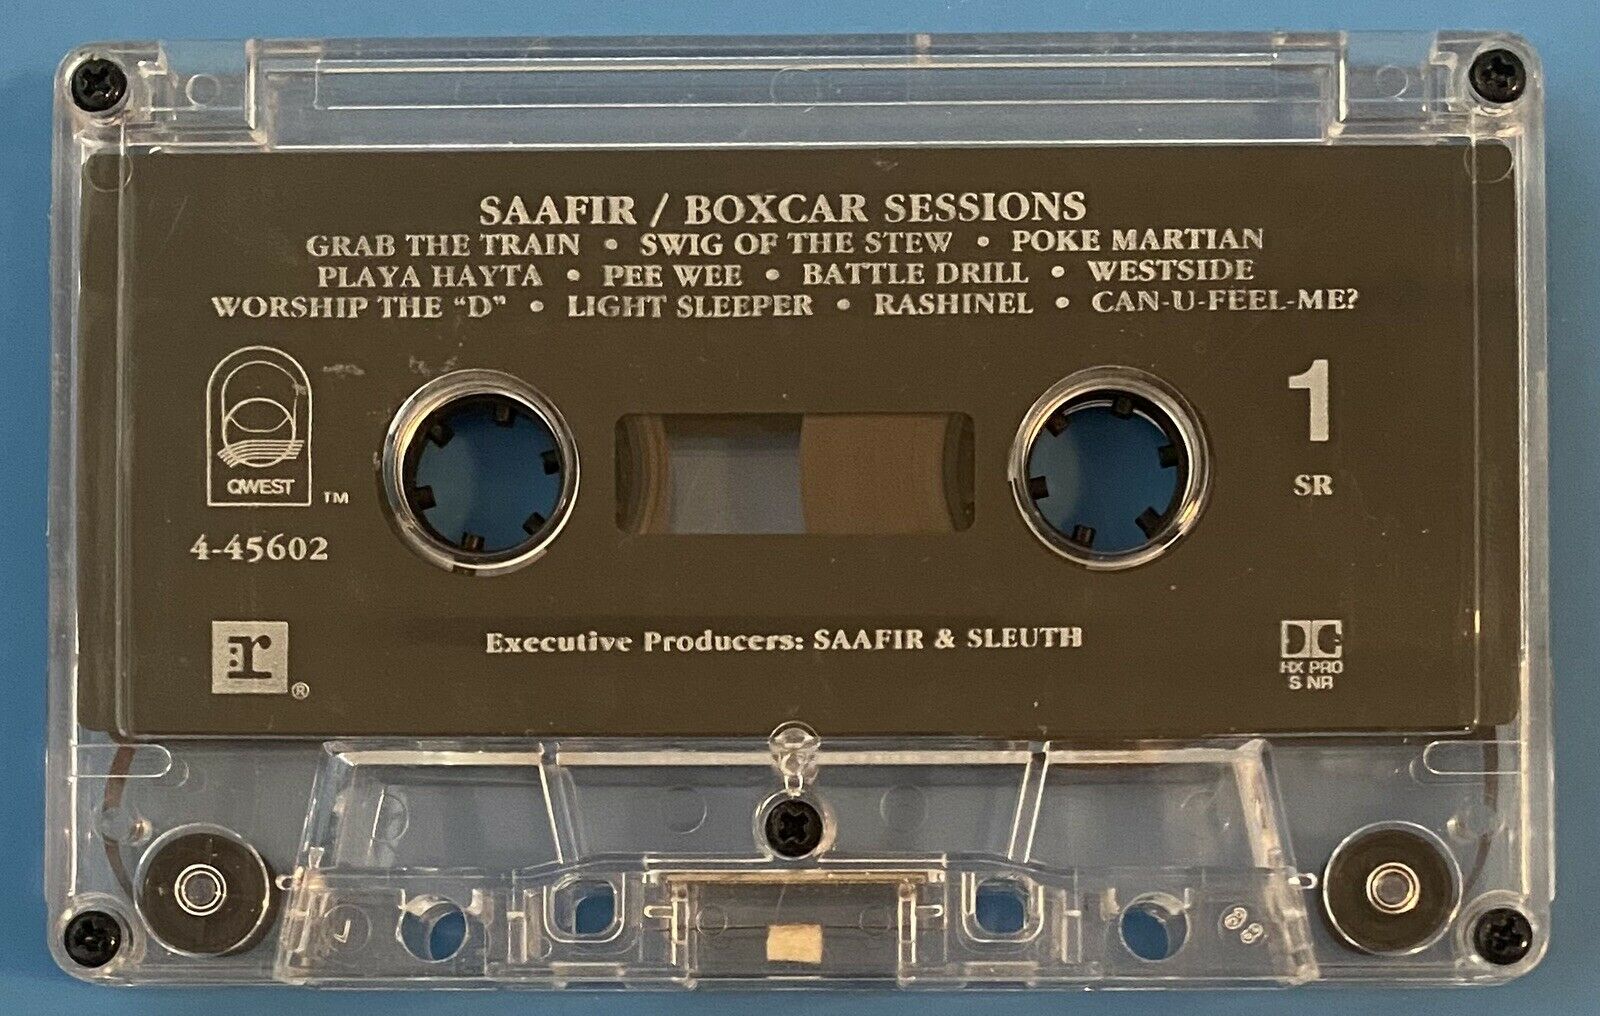 SAAFIR / BOXCAR SESSIONS
GRAB THE TRAIN • SWIG OF THE STEW • POKE MARTIAN
PLAYA HAYTA • PEE WEE • BATTLE DRILL • WESTSIDE
WORSHIP THE "D" • LIGHT SLEEPER • RASHINEL • CAN-U-FEEL-ME?
QWEST ™
4-45602
1
SR
:r ®
Executive Producers: SAAFIR & SLEUTH
HX PRO
S NR
L